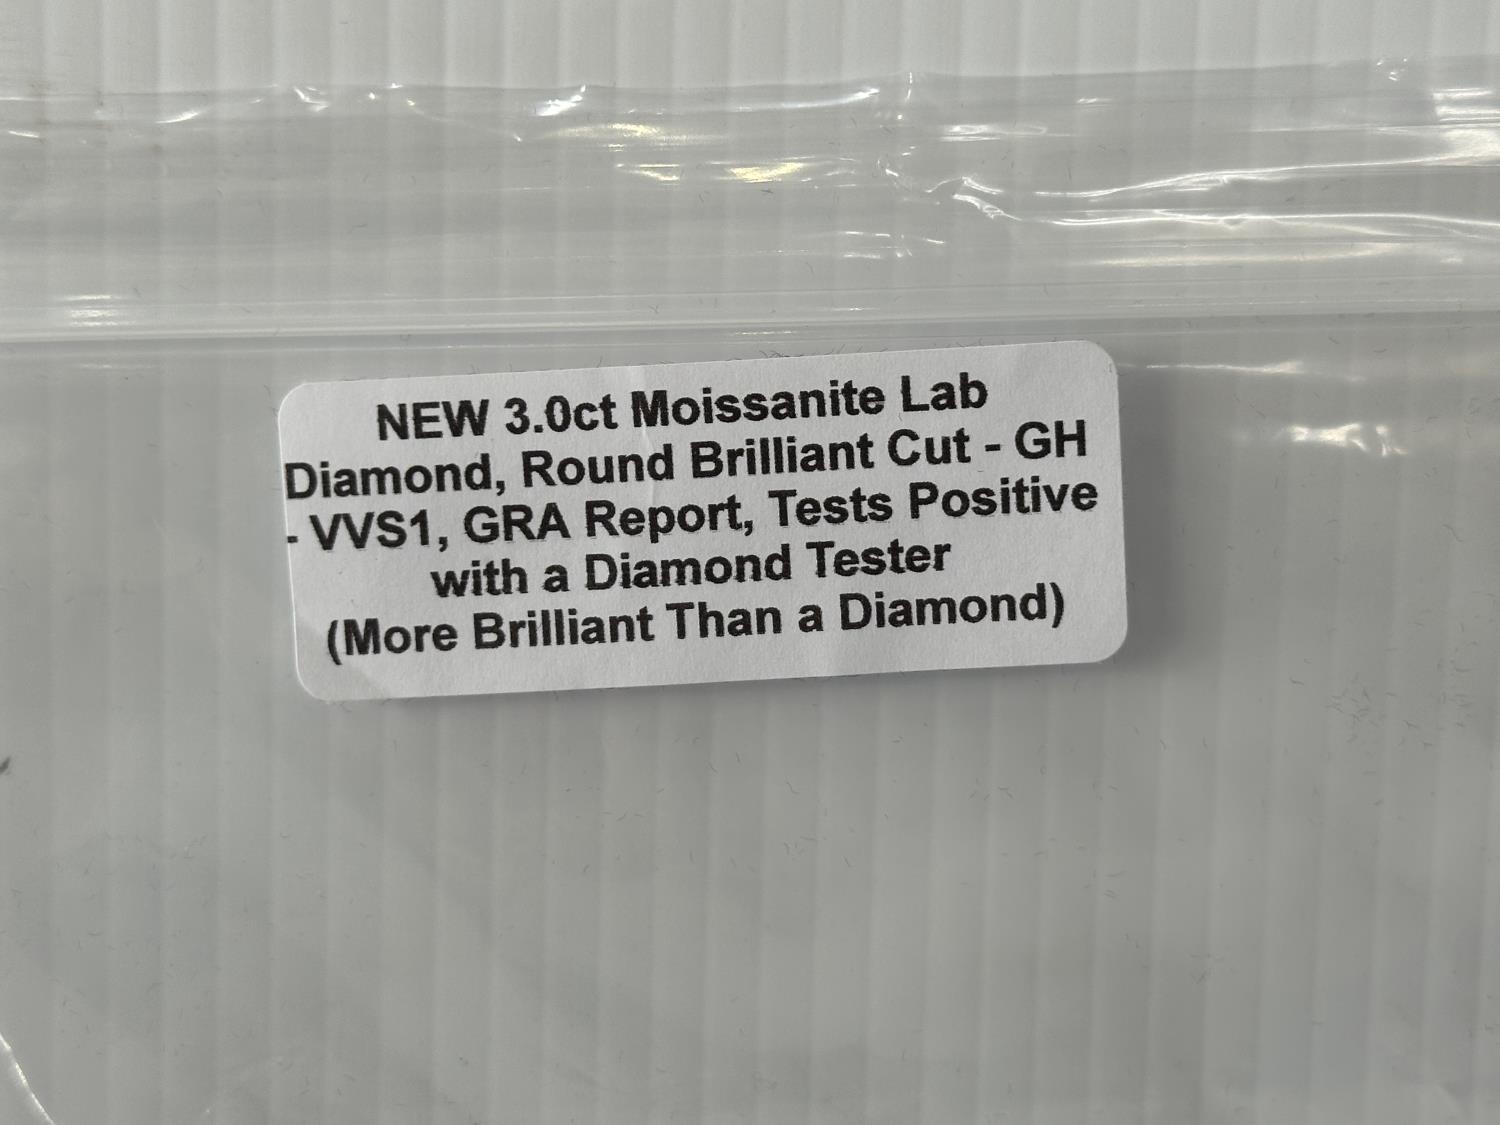 NEW 3.0ct Moissanite Lab
Diamond, Round Brilliant Cut - GH
- VVS1, GRA Report, Tests Positive
with a Diamond Tester
(More Brilliant Than a Diamond)